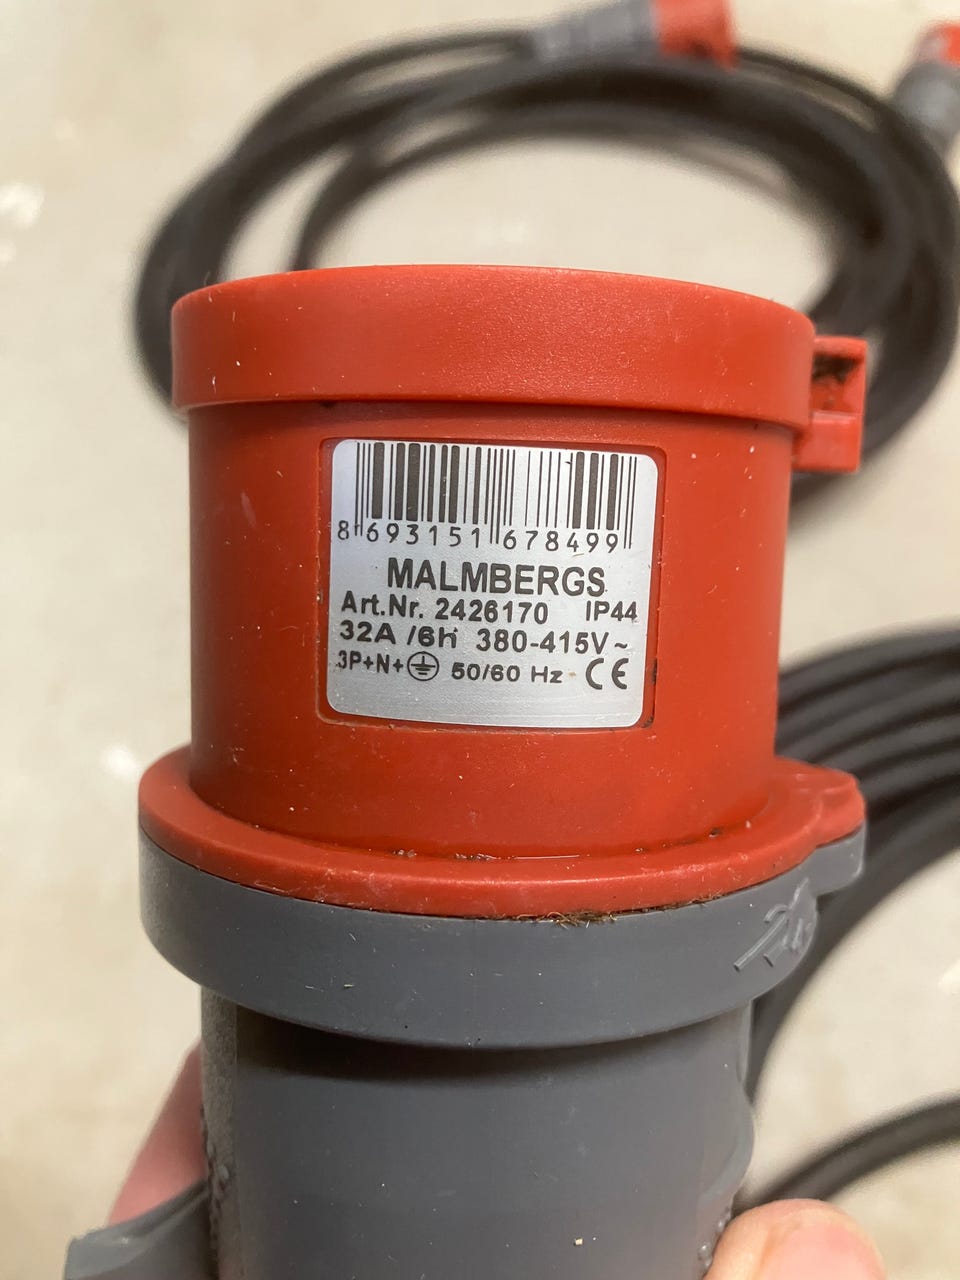 8 693151 678499
MALMBERGS
Art.Nr. 2426170 IP44
32A /6h 380-415V~
3P+N+⏚ 50/60 Hz CE